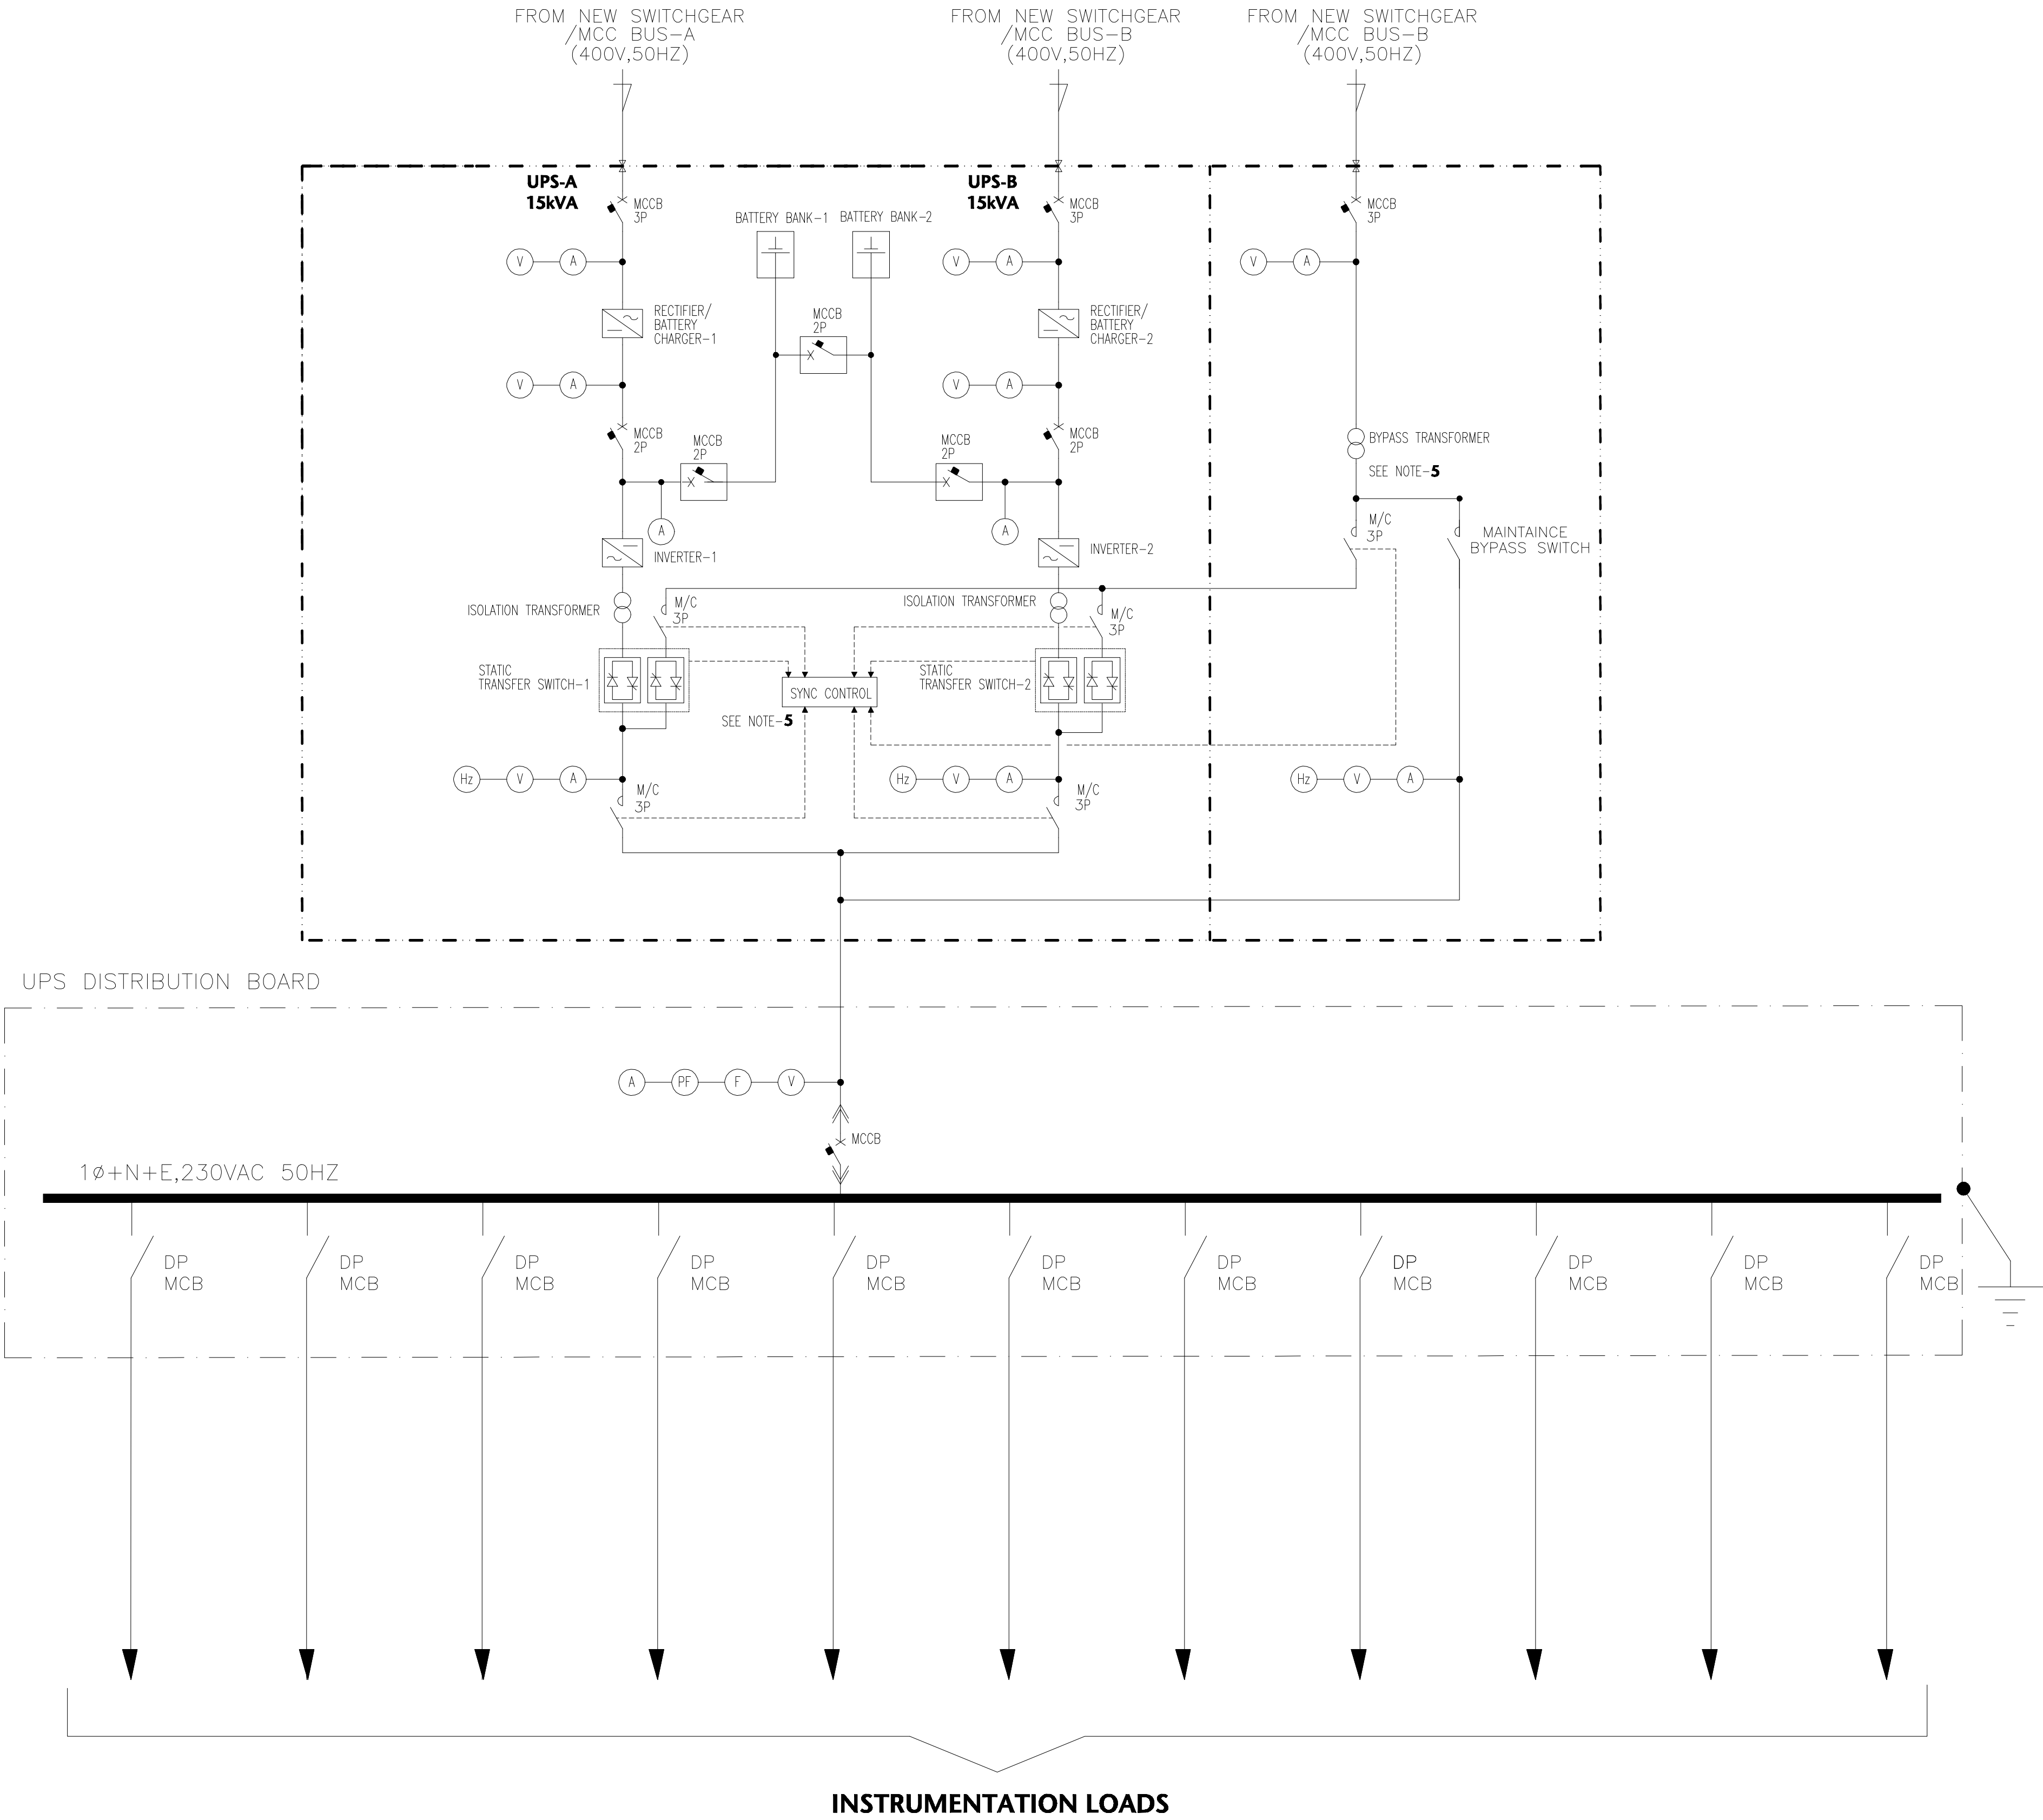 FROM NEW SWITCHGEAR
/MCC BUS-A
(400V,50HZ)
FROM NEW SWITCHGEAR
/MCC BUS-B
(400V,50HZ)
FROM NEW SWITCHGEAR
/MCC BUS-B
(400V,50HZ)
UPS-A
15kVA
MCCB
3P
UPS-B
15kVA
MCCB
3P
MCCB
3P
BATTERY BANK-1
BATTERY BANK-2
V
A
V
A
V
A
RECTIFIER/
BATTERY
CHARGER-1
MCCB
2P
RECTIFIER/
BATTERY
CHARGER-2
V
A
V
A
MCCB
2P
MCCB
2P
MCCB
2P
MCCB
2P
BYPASS TRANSFORMER
SEE NOTE-5
A
A
INVERTER-1
INVERTER-2
M/C
3P
MAINTAINCE
BYPASS SWITCH
ISOLATION TRANSFORMER
M/C
3P
ISOLATION TRANSFORMER
M/C
3P
STATIC
TRANSFER SWITCH-1
SYNC CONTROL
SEE NOTE-5
STATIC
TRANSFER SWITCH-2
Hz
V
A
M/C
3P
Hz
V
A
M/C
3P
Hz
V
A
UPS DISTRIBUTION BOARD
A
PF
F
V
MCCB
1ø+N+E,230VAC 50HZ
DP
MCB
DP
MCB
DP
MCB
DP
MCB
DP
MCB
DP
MCB
DP
MCB
DP
MCB
DP
MCB
DP
MCB
DP
MCB
INSTRUMENTATION LOADS